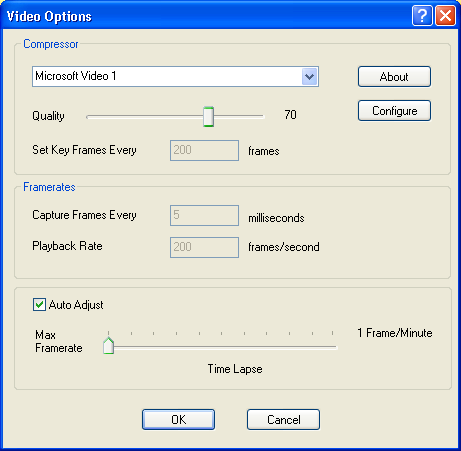 Video Options
Compressor
Microsoft Video 1
About
Quality 70
Configure
Set Key Frames Every 200 frames
Framerates
Capture Frames Every 5 milliseconds
Playback Rate 200 frames/second
Auto Adjust
Max Framerate
1 Frame/Minute
Time Lapse
OK Cancel